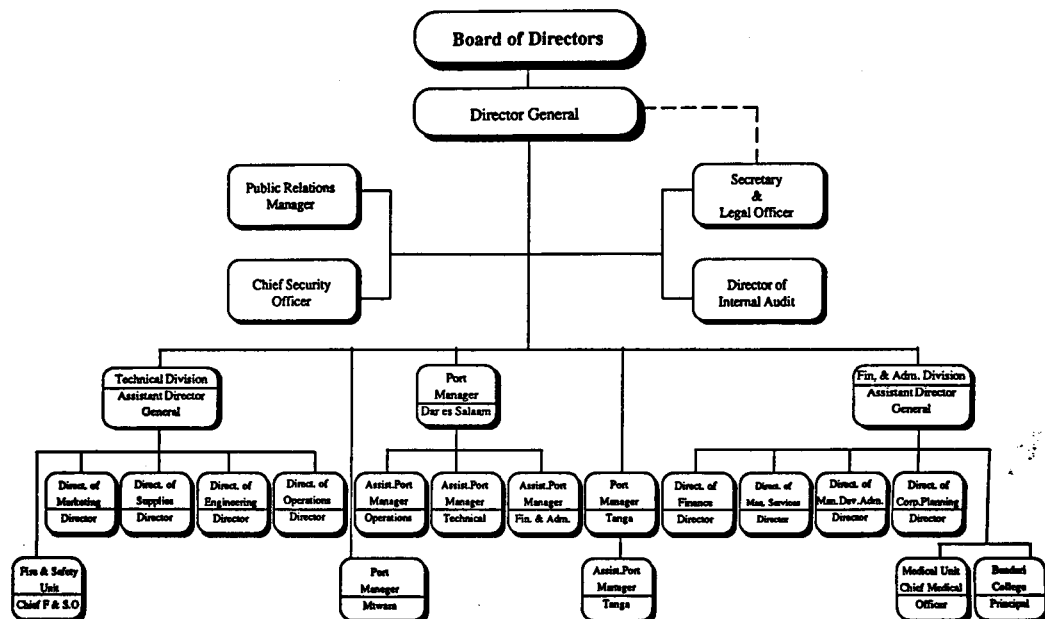 Board of Directors
Director General
Public Relations
Manager
Secretary
&
Legal Officer
Chief Security
Officer
Director of
Internal Audit
Technical Division
Assistant Director
General
Port
Manager
Dar es Salaam
Fin, & Adm. Division
Assistant Director
General
Direct. of
Marketing
Director
Direct. of
Supplies
Director
Direct. of
Engineering
Director
Direct. of
Operations
Director
Assist.Port
Manager
Operations
Assist.Port
Manager
Technical
Assist.Port
Manager
Fin. & Adm.
Port
Manager
Tanga
Direct. of
Finance
Director
Direct. of
Man. Services
Director
Direct. of
Man.Dev.Adm.
Director
Direct. of
Corp.Planning
Director
Fire & Safety
Unit
Chief F & S.O
Port
Manager
Mtwara
Assist.Port
Manager
Tanga
Medical Unit
Chief Medical
Officer
Bandari
College
Principal